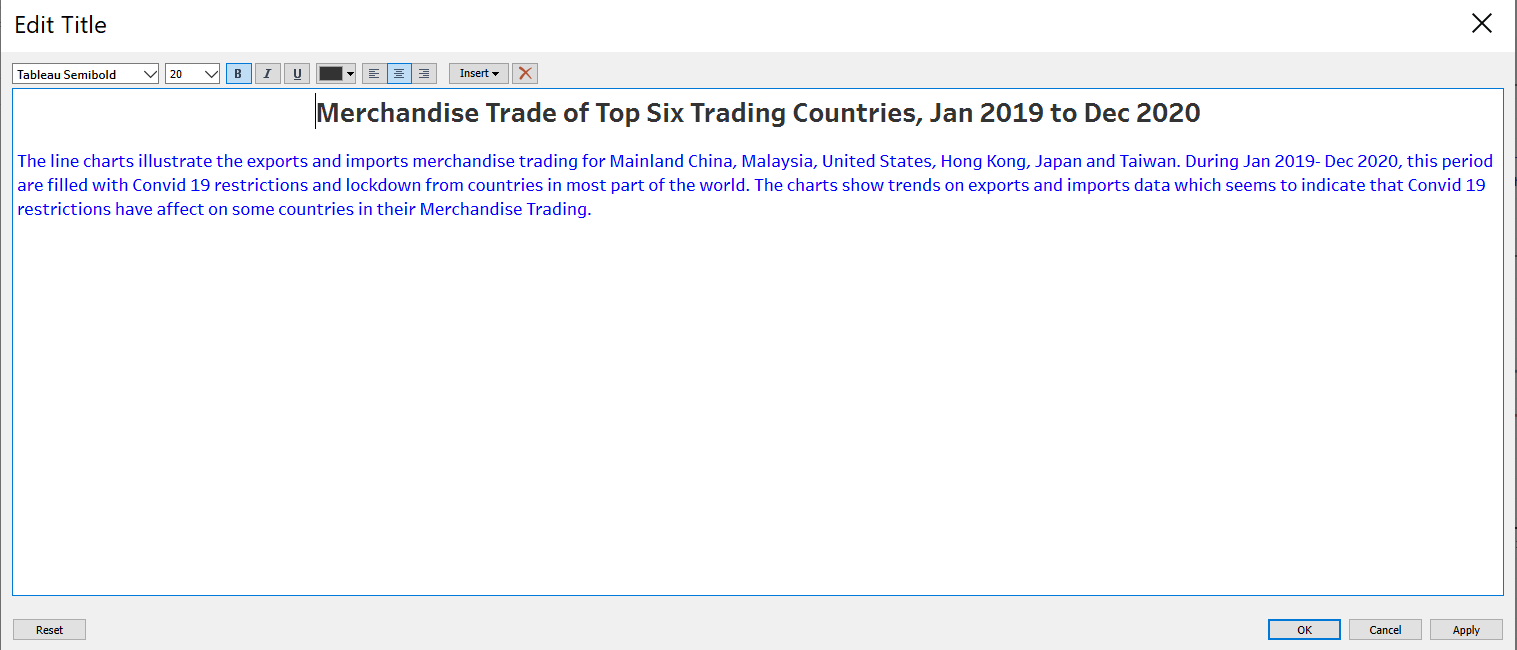 Edit Title
Tableau Semibold 20 B I U Insert
Merchandise Trade of Top Six Trading Countries, Jan 2019 to Dec 2020
The line charts illustrate the exports and imports merchandise trading for Mainland China, Malaysia, United States, Hong Kong, Japan and Taiwan. During Jan 2019- Dec 2020, this period
are filled with Convid 19 restrictions and lockdown from countries in most part of the world. The charts show trends on exports and imports data which seems to indicate that Convid 19
restrictions have affect on some countries in their Merchandise Trading.
Reset OK Cancel Apply